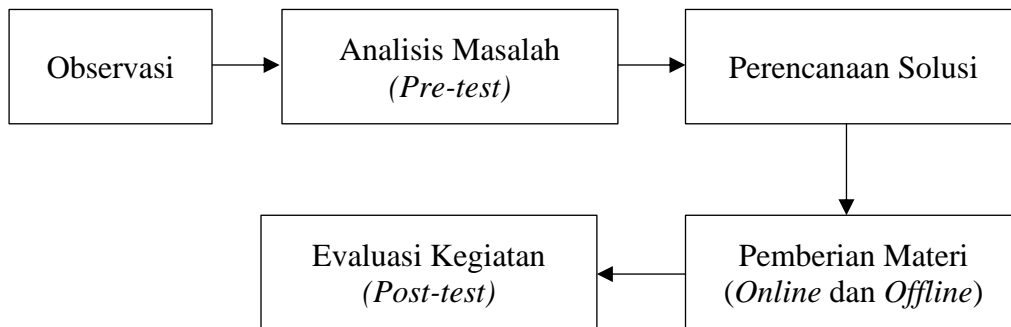 Observasi
Analisis Masalah
(Pre-test)
Perencanaan Solusi
Pemberian Materi
(Online dan Offline)
Evaluasi Kegiatan
(Post-test)